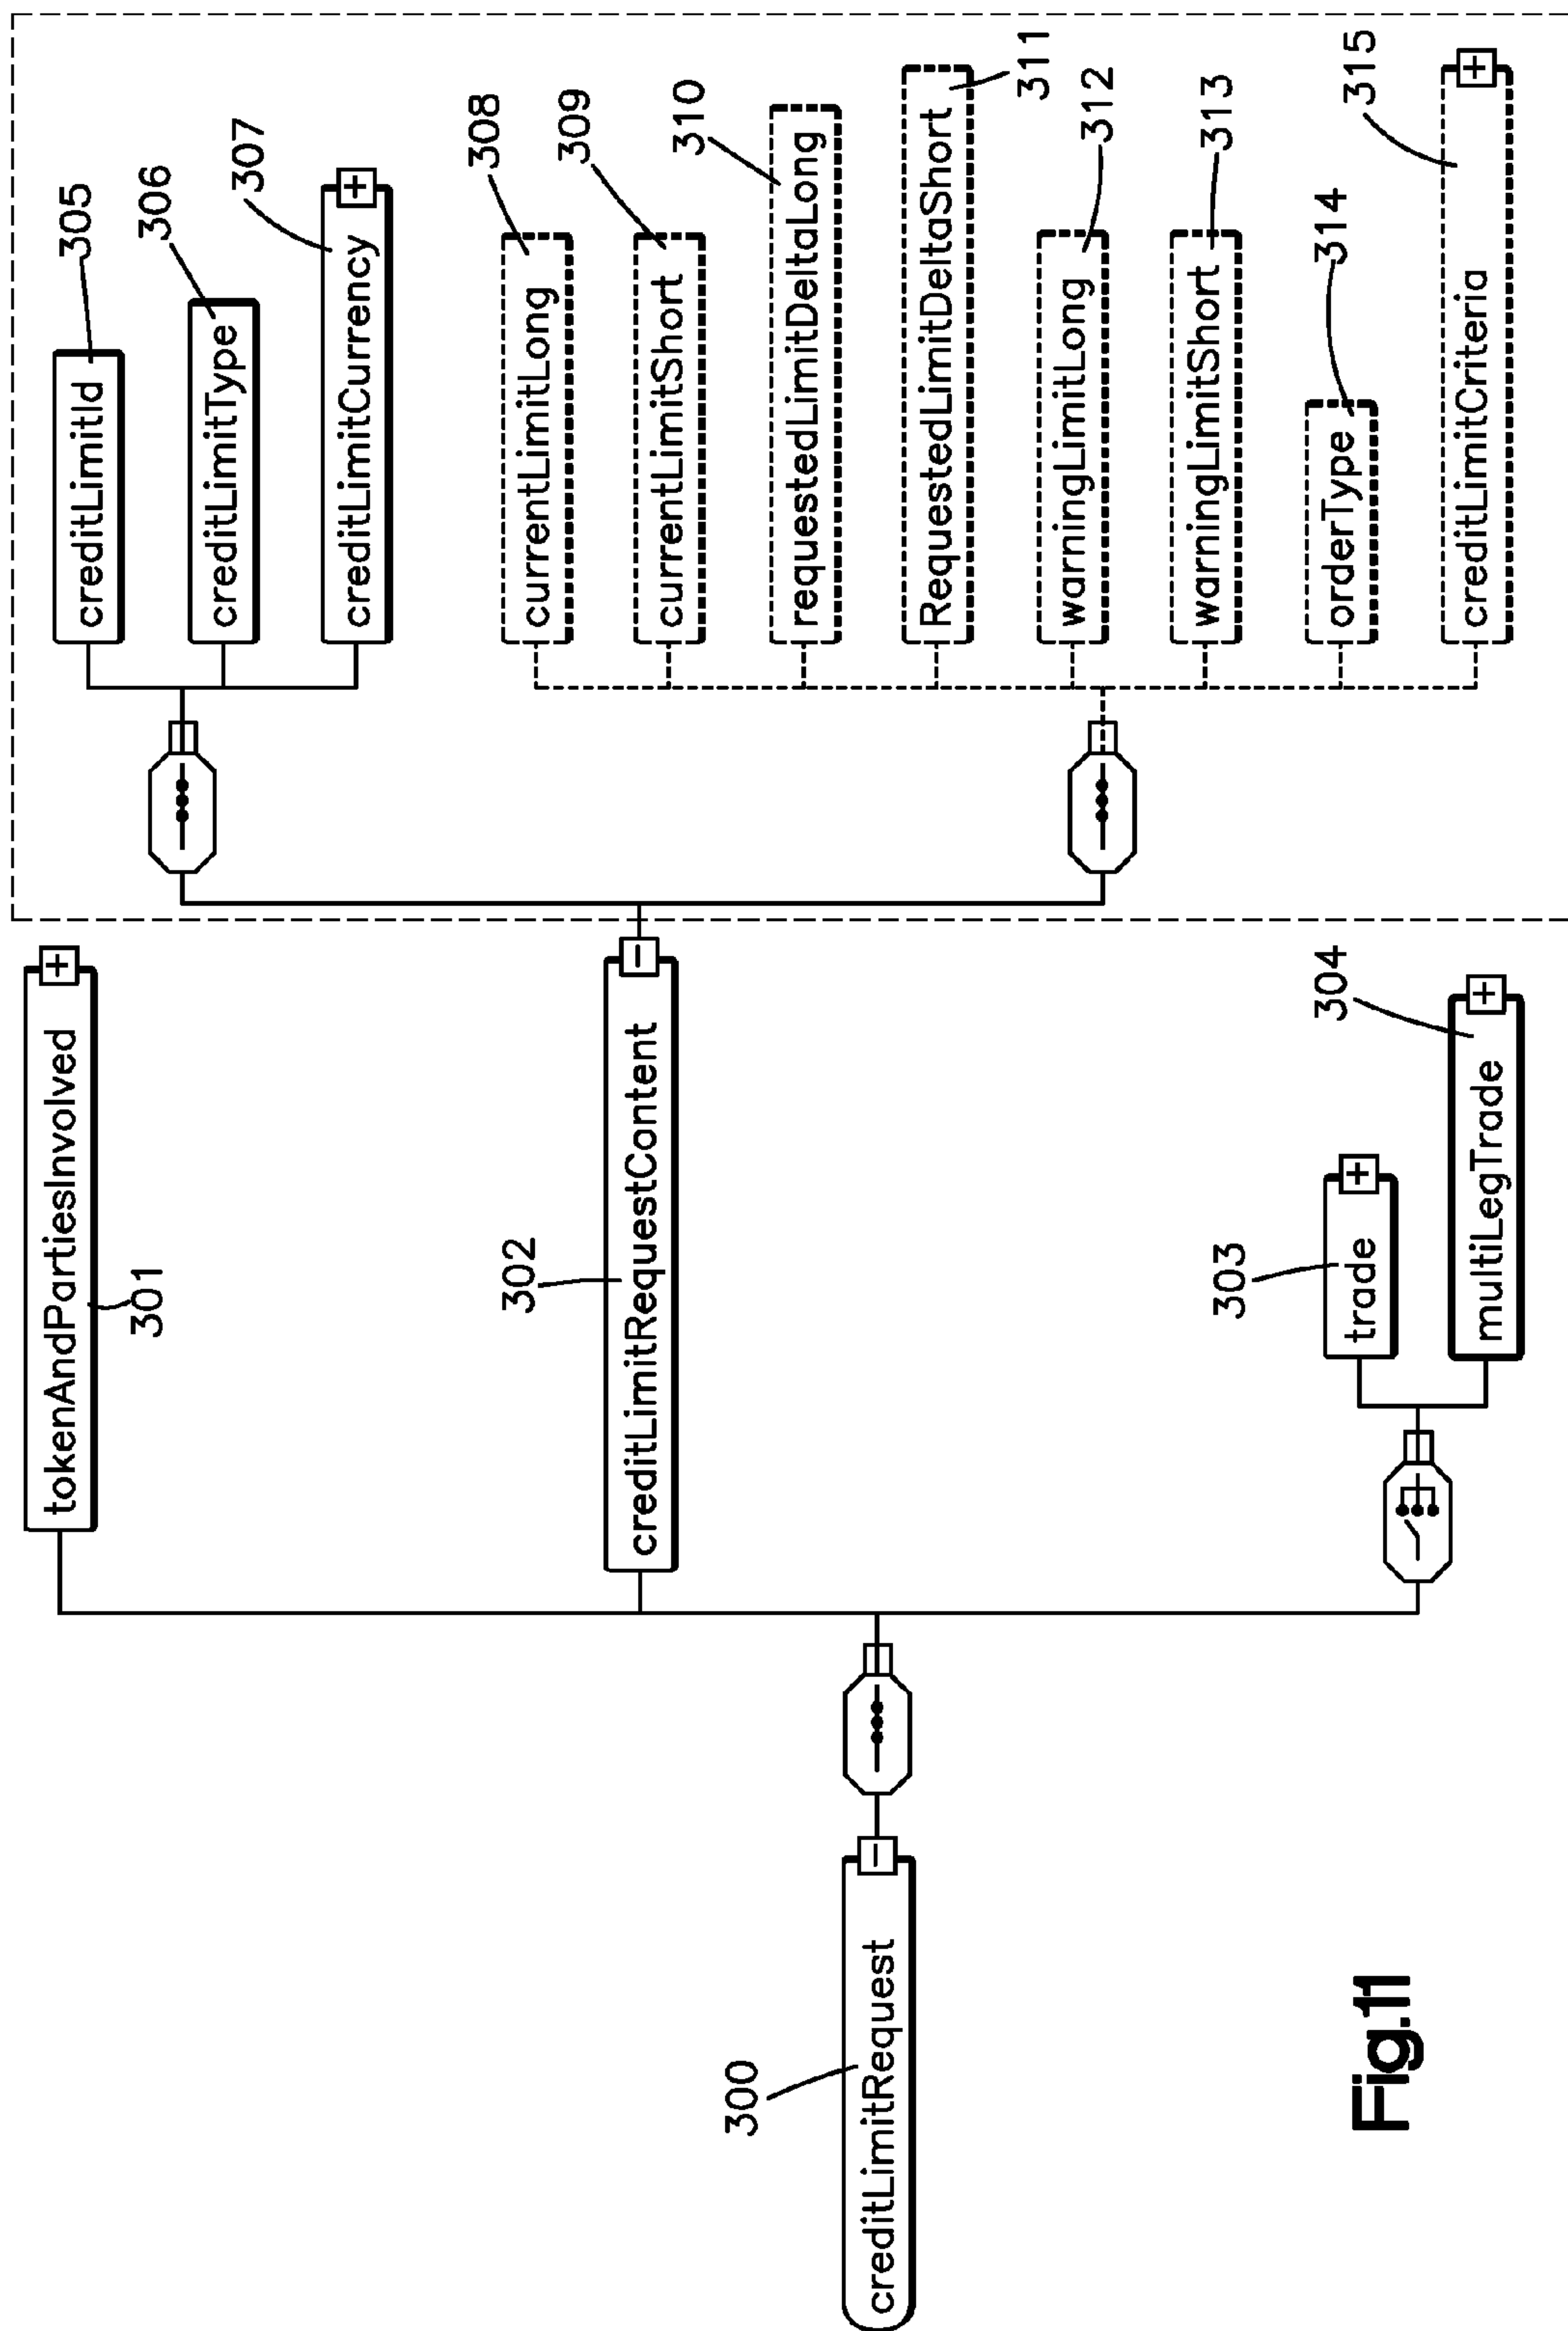 300
creditLimitRequest
tokenAndPartiesInvolved
301
302
creditLimitRequestContent
303
trade
304
multiLegTrade
305
creditLimitId
306
creditLimitType
307
creditLimitCurrency
308
currentLimitLong
309
currentLimitShort
310
requestedLimitDeltaLong
RequestedLimitDeltaShort
311
warningLimitLong
312
warningLimitShort
313
314
orderType
315
creditLimitCriteria
Fig.11